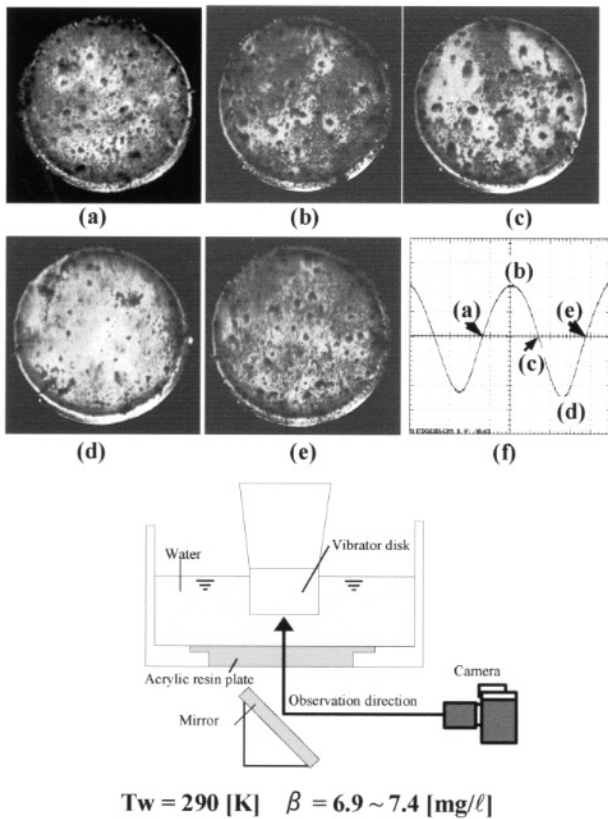 (a)
(b)
(c)
(b)
(a)
(e)
(c)
(d)
(d)
(e)
(f)
Water
Vibrator disk
Acrylic resin plate
Camera
Observation direction
Mirror
Tw = 290 [K] β = 6.9 ~ 7.4 [mg/ℓ]